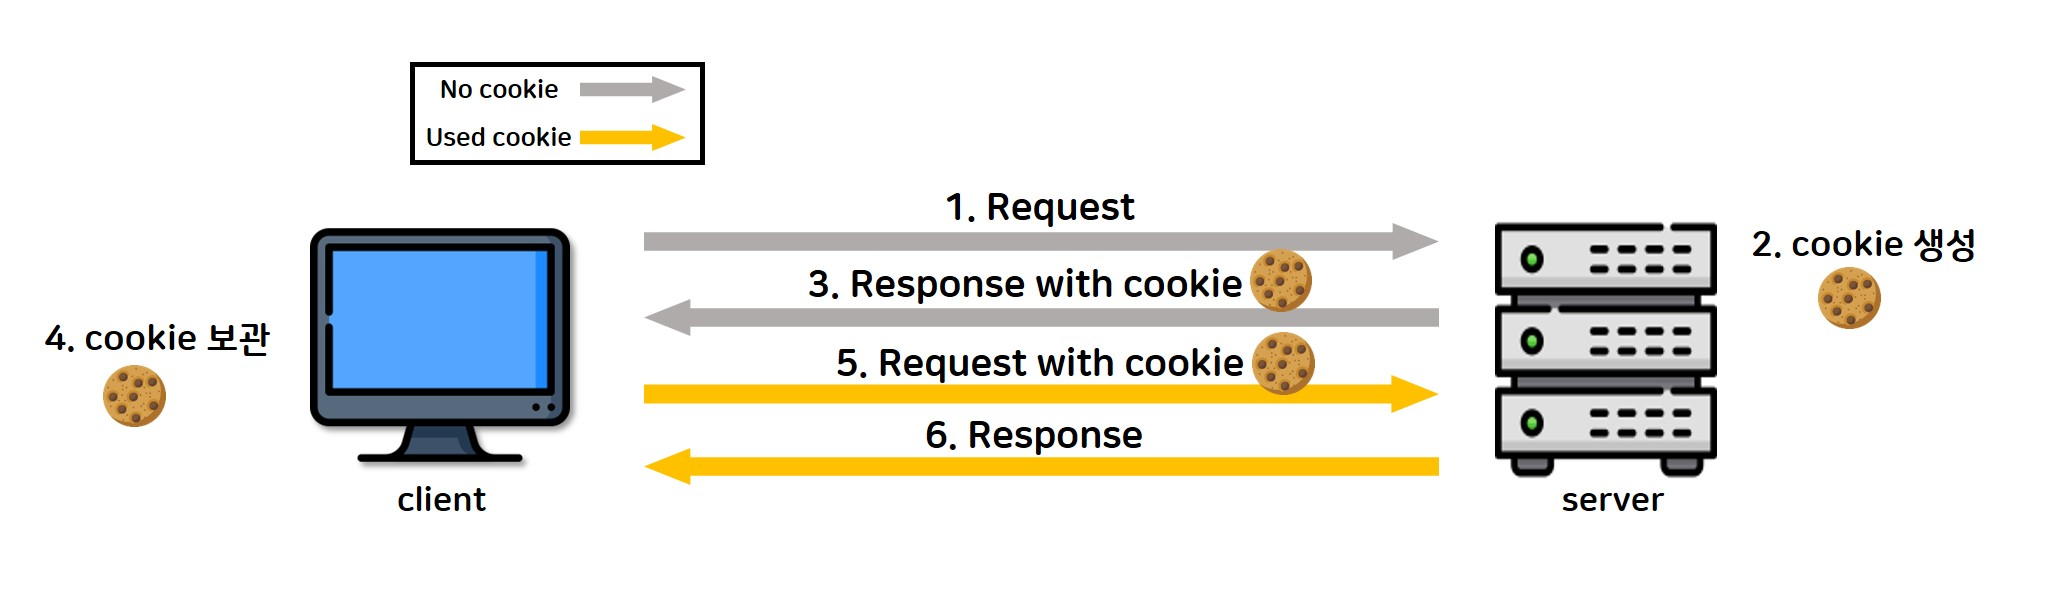 No cookie
Used cookie
1. Request
2. cookie 생성
3. Response with cookie
4. cookie 보관
5. Request with cookie
6. Response
client
server